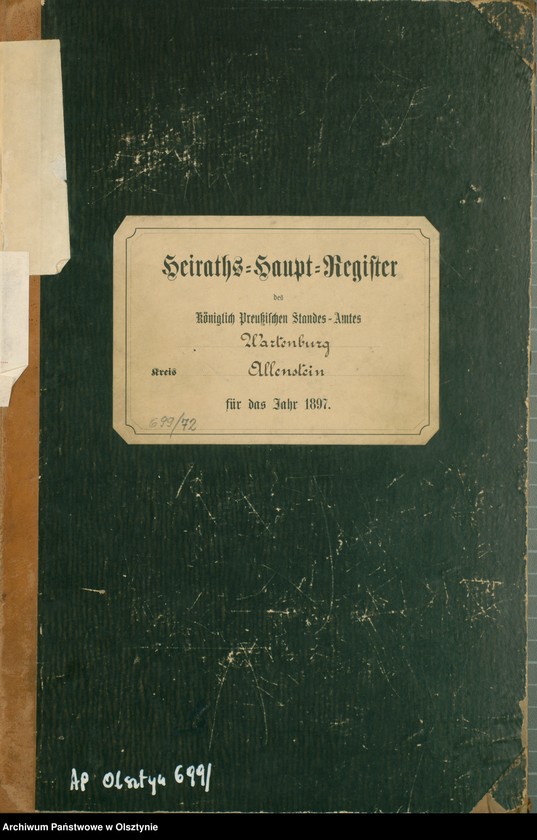 Heiraths-Haupt-Register
des
Königlich Preußischen Standes-Amtes
Wartenburg
Kreis Allenstein
für das Jahr 1897.
699/72
AP Olsztyn 699/
Archiwum Państwowe w Olsztynie